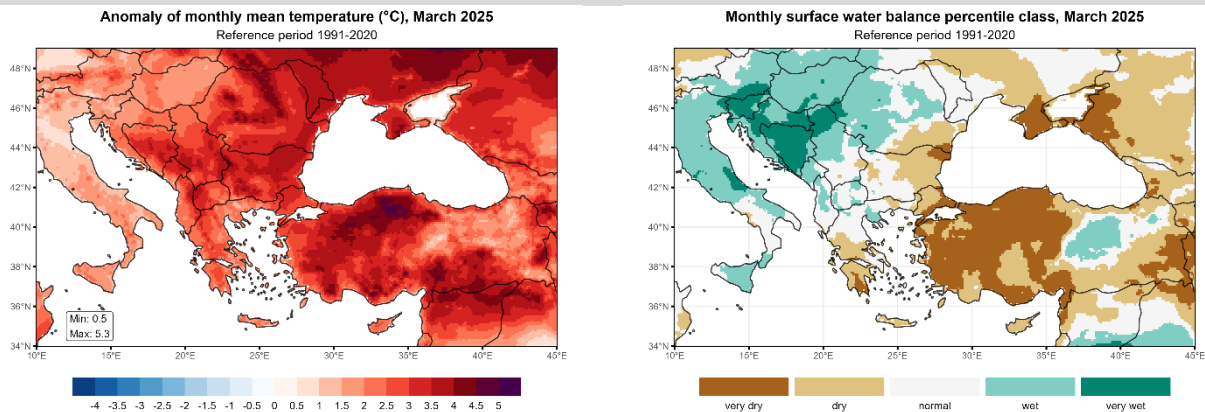 Anomaly of monthly mean temperature (°C), March 2025
Reference period 1991-2020
48°N
46°N
44°N
42°N
40°N
38°N
36°N
34°N
Min: 0.5
Max: 5.3
10°E 15°E 20°E 25°E 30°E 35°E 40°E 45°E
-4 -3.5 -3 -2.5 -2 -1.5 -1 -0.5 0 0.5 1 1.5 2 2.5 3 3.5 4 4.5 5
Monthly surface water balance percentile class, March 2025
Reference period 1991-2020
48°N
46°N
44°N
42°N
40°N
38°N
36°N
34°N
10°E 15°E 20°E 25°E 30°E 35°E 40°E 45°E
very dry dry normal wet very wet